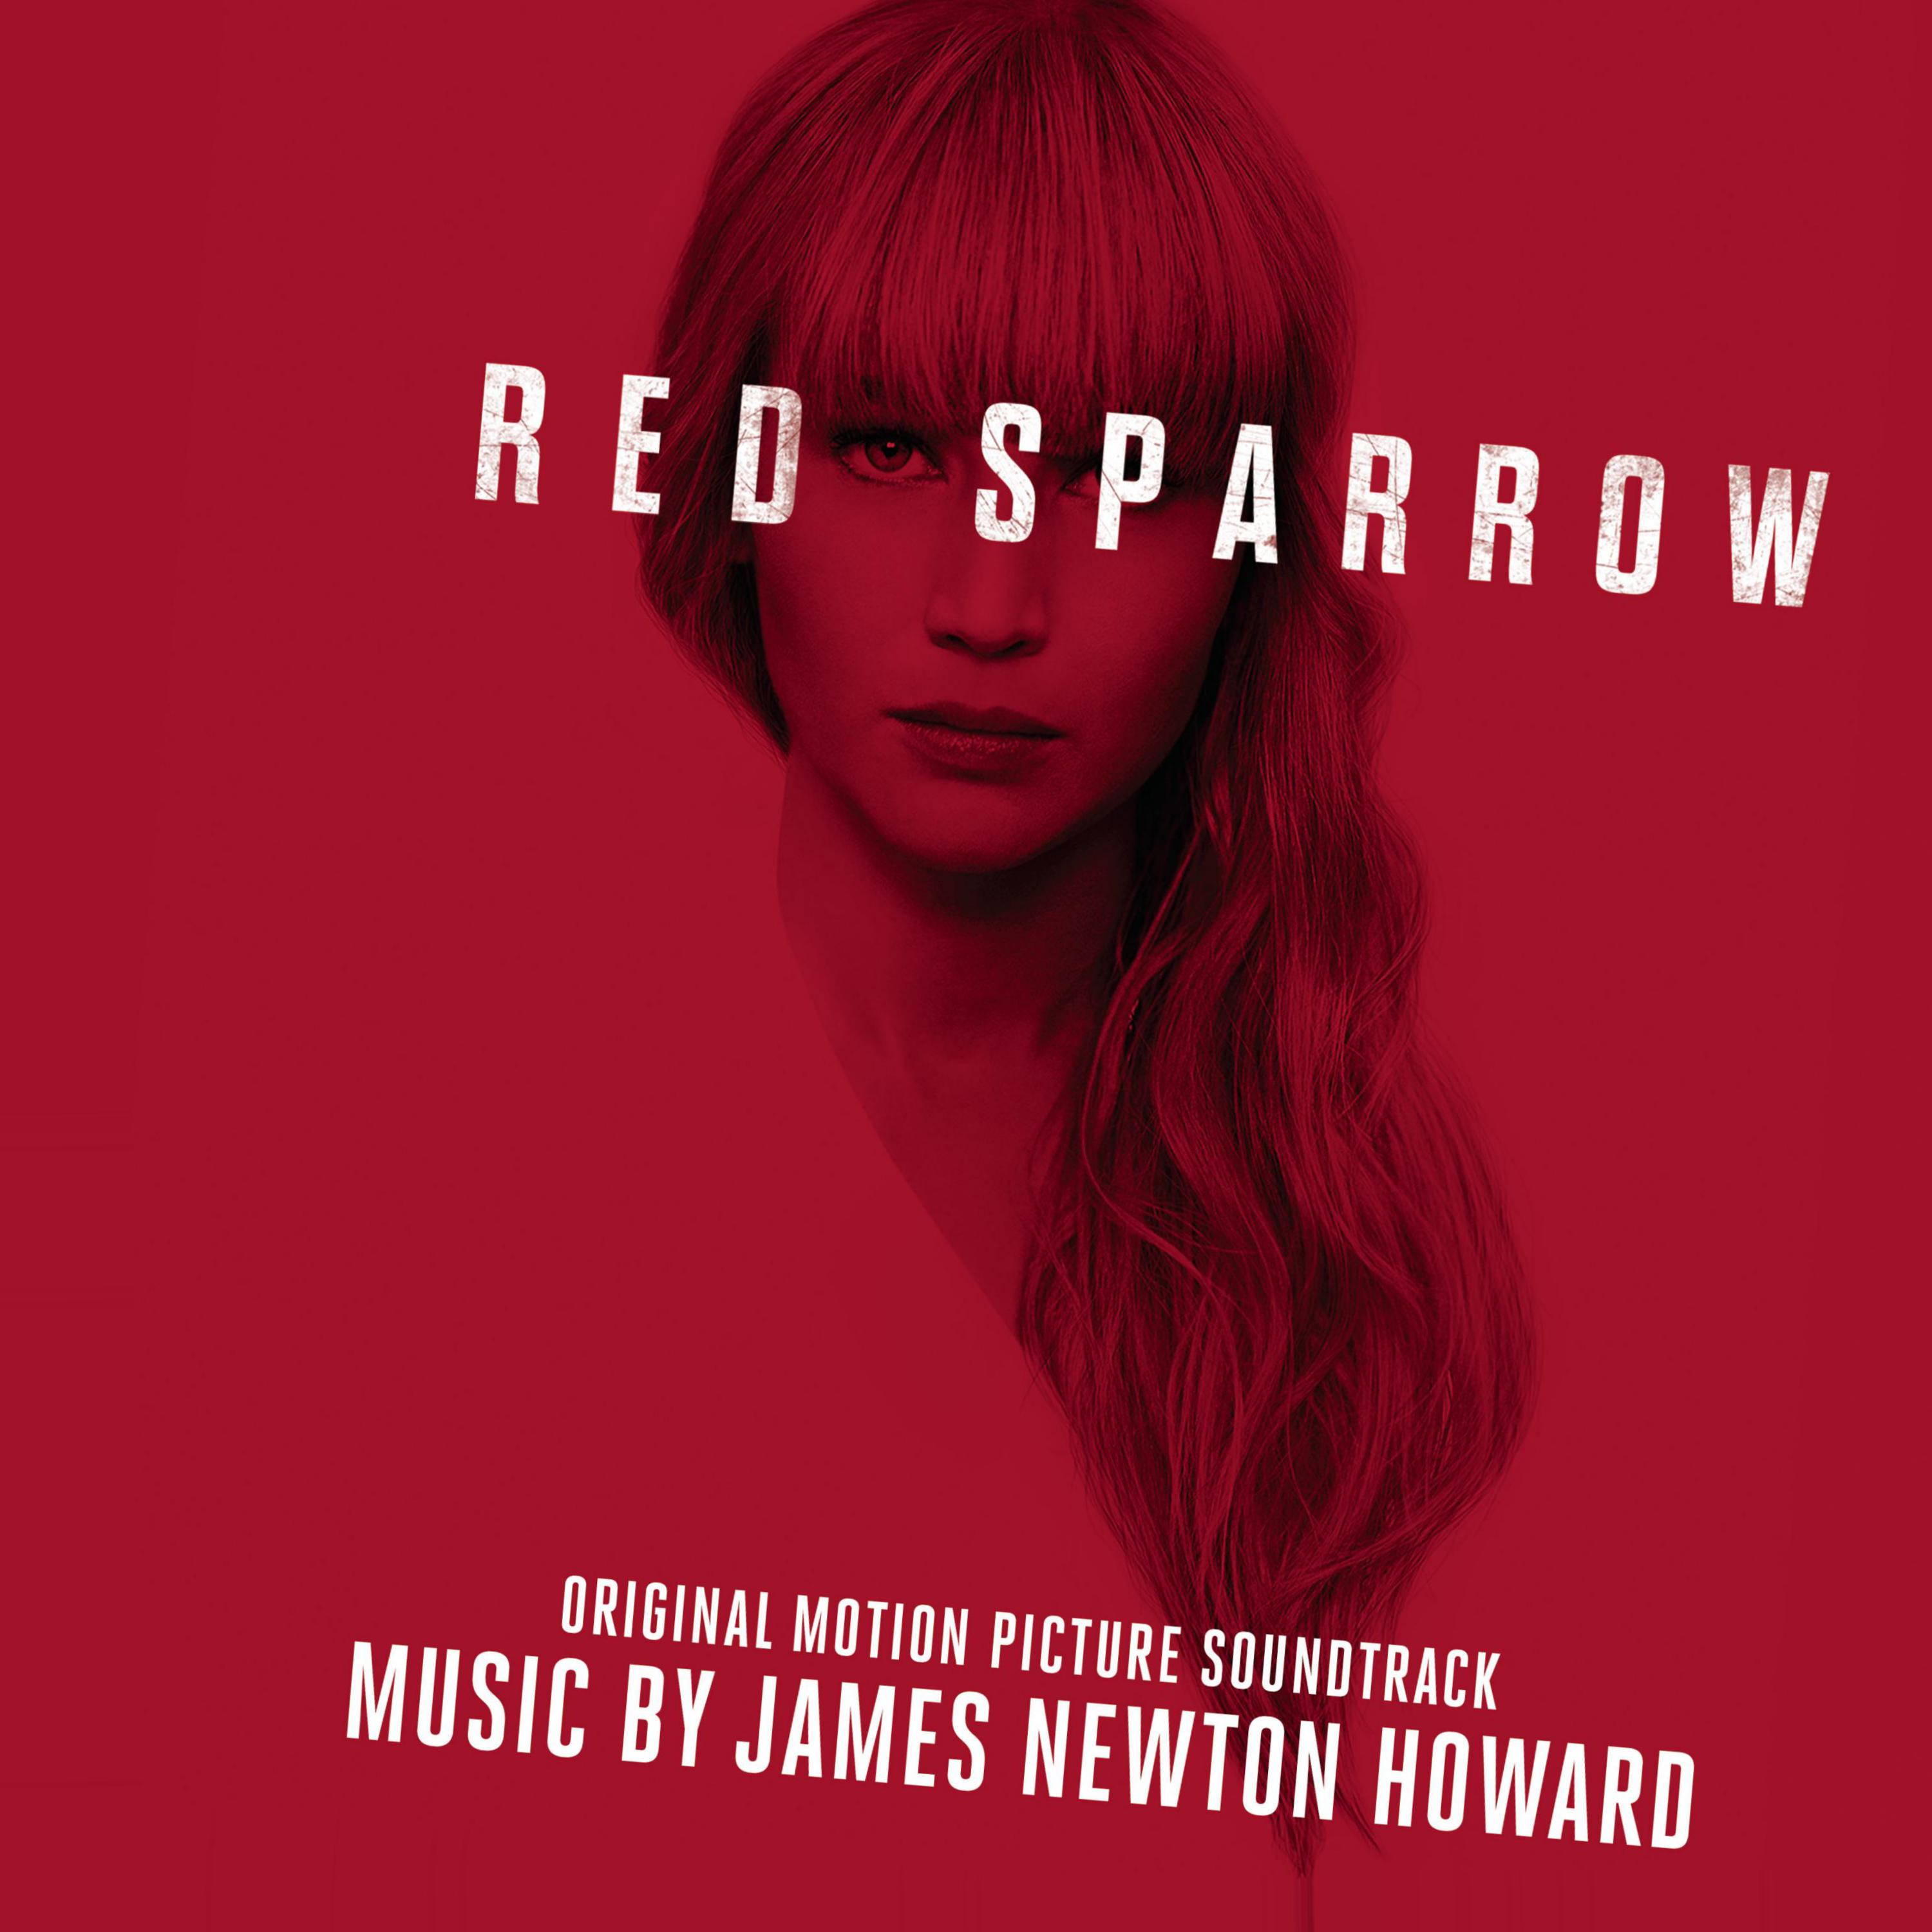 RED SPARROW
ORIGINAL MOTION PICTURE SOUNDTRACK
MUSIC BY JAMES NEWTON HOWARD